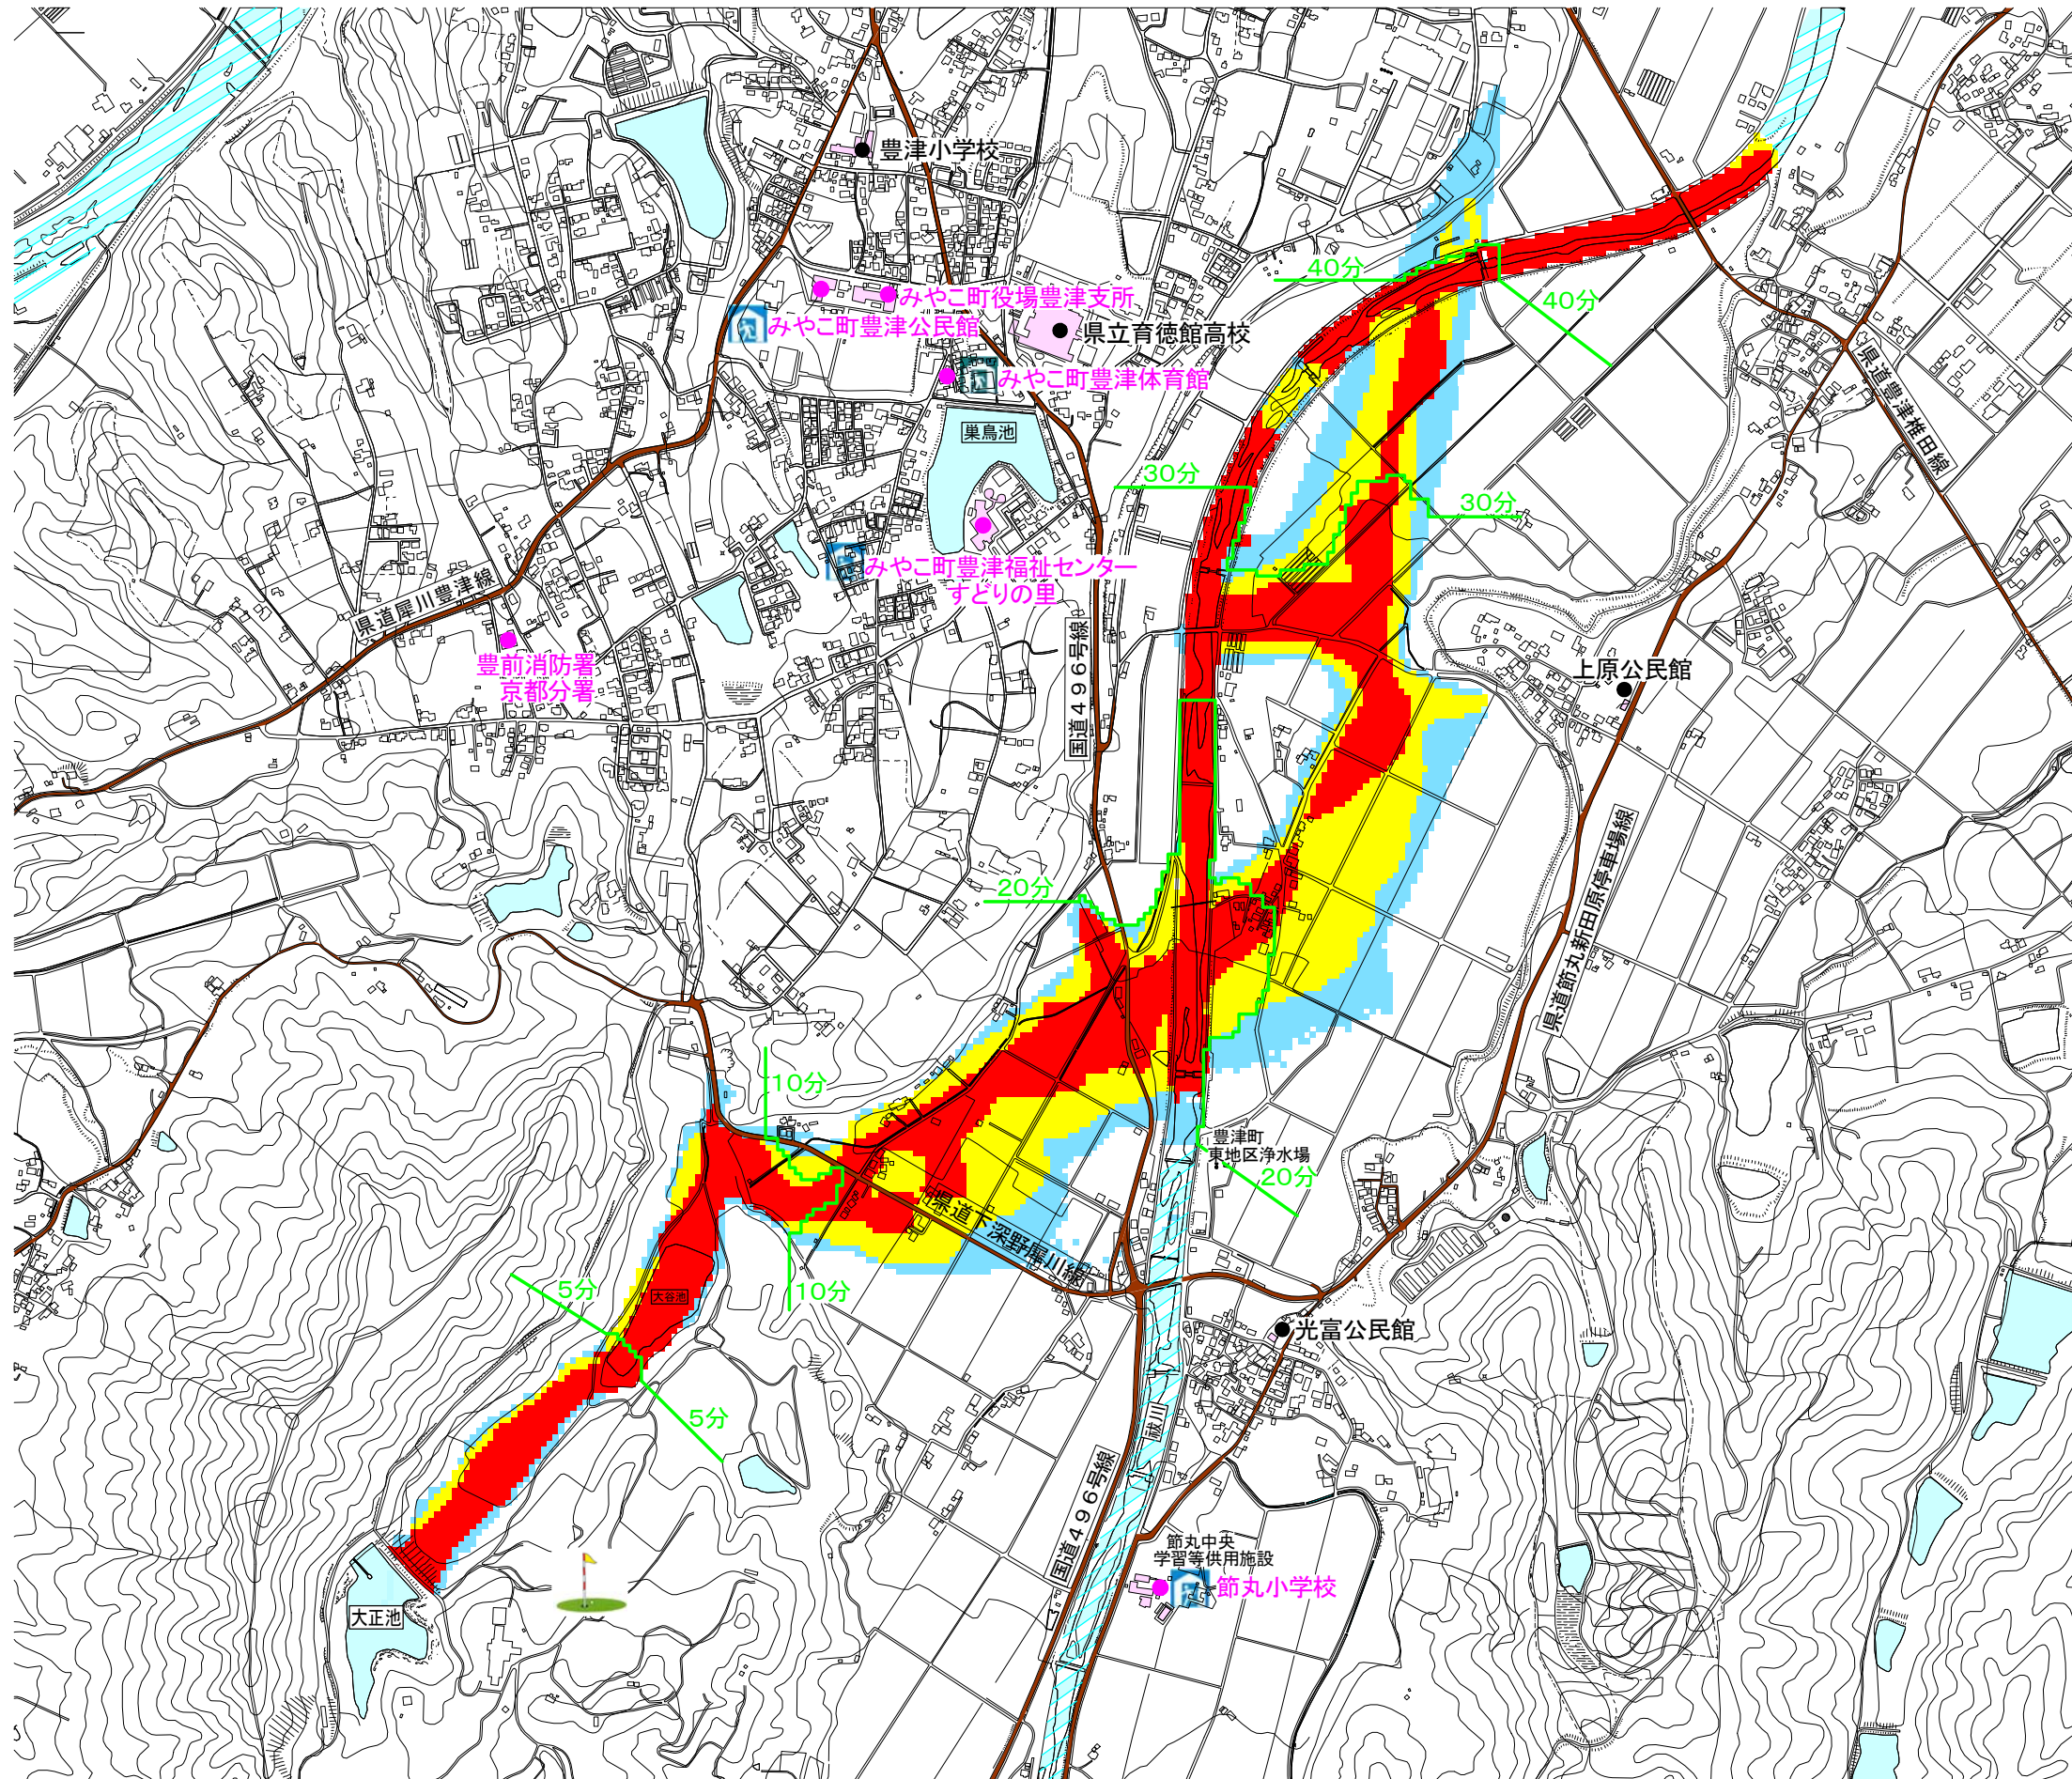 豊津小学校
40分
40分
みやこ町役場豊津支所
みやこ町豊津公民館
県立育徳館高校
みやこ町豊津体育館
県道豊津椎田線
巣鳥池
30分
30分
みやこ町豊津福祉センター
すどりの里
県道犀川豊津線
豊前消防署
京都分署
国道496号線
上原公民館
県道節丸新田原停車場線
20分
10分
豊津町
東地区浄水場
20分
県道下深野犀川線
5分
大谷池
10分
光富公民館
5分
祓川
国道496号線
節丸中央
学習等供用施設
節丸小学校
大正池